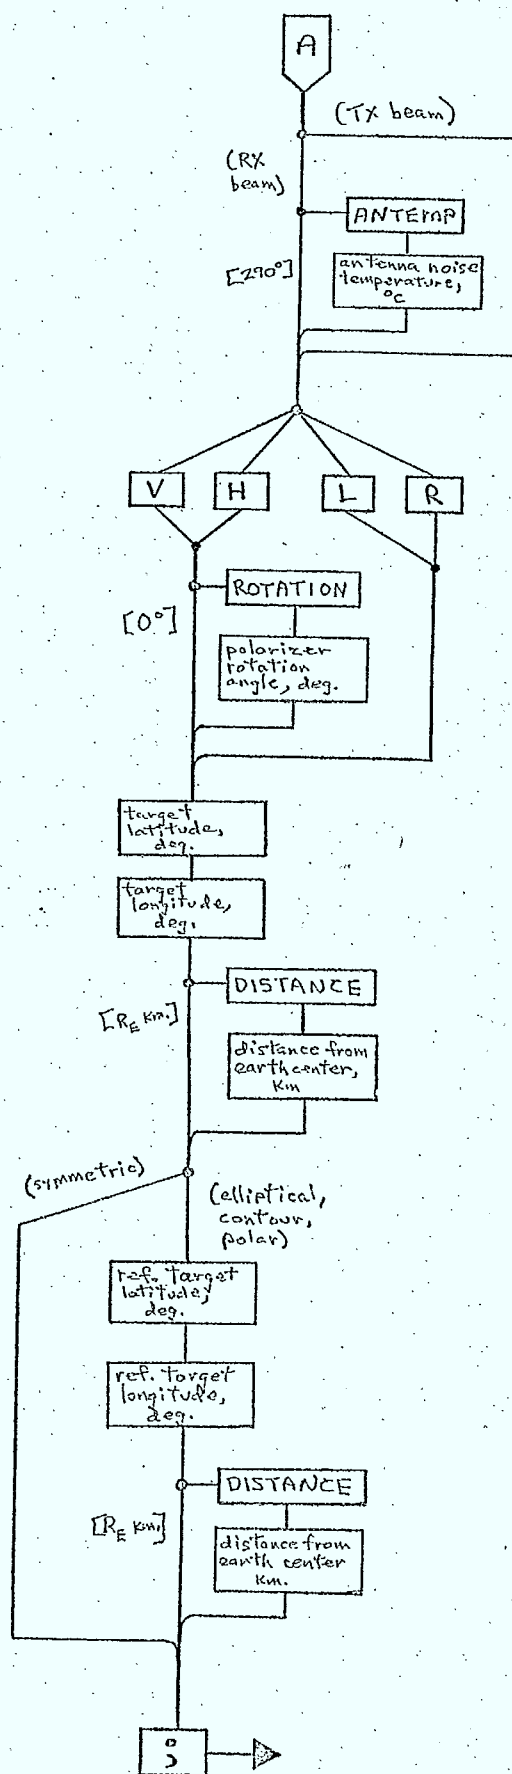 A
(TX beam)
(RX
beam)
ANTEMP
[290°]
antenna noise
temperature,
°C
V H L R
ROTATION
[0°]
polarizer
rotation
angle, deg.
target
latitude,
deg.
target
longitude,
deg.
DISTANCE
[RE km.]
distance from
earth center,
km
(symmetric)
(elliptical,
contour,
polar)
ref. target
latitude,
deg.
ref. target
longitude,
deg.
DISTANCE
[RE km.]
distance from
earth center
km.
;